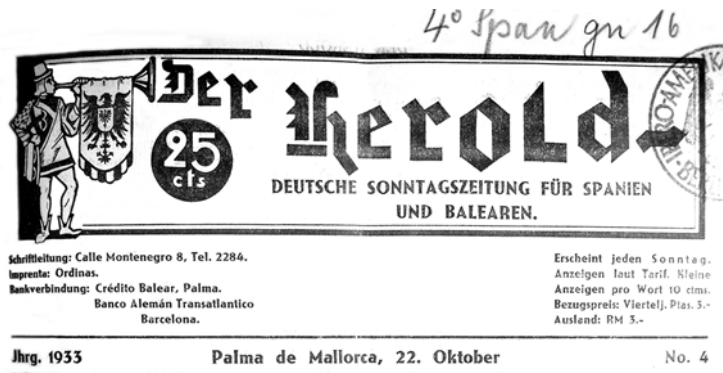 4° Span gn 16
Der Herold
25
cts
DEUTSCHE SONNTAGSZEITUNG FÜR SPANIEN
UND BALEAREN.
Schriftleitung: Calle Montenegro 8, Tel. 2284.
Imprenta: Ordinas.
Bankverbindung: Crédito Balear, Palma.
Banco Alemán Transatlantico
Barcelona.
Erscheint jeden Sonntag.
Anzeigen laut Tarif. Kleine
Anzeigen pro Wort 10 ctms.
Bezugspreis: Viertelj. Ptas. 3.-
Ausland: RM 3.-
Jhrg. 1933
Palma de Mallorca, 22. Oktober
No. 4